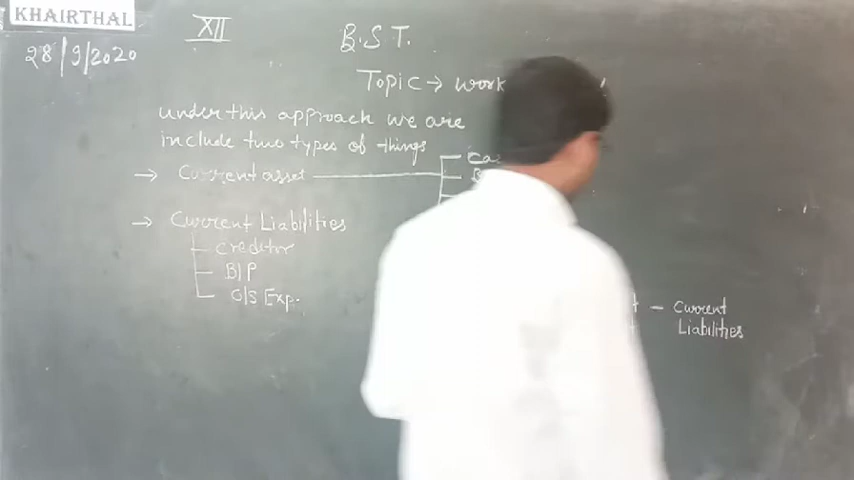 KHAIRTHAL
28/9/2020
XII
B.S T.
Topic → work
under this approach we are
include two types of things
→ Current asset
→ Current Liabilities
creditor
B/P
O/S Exp.
- Current
Liabilities